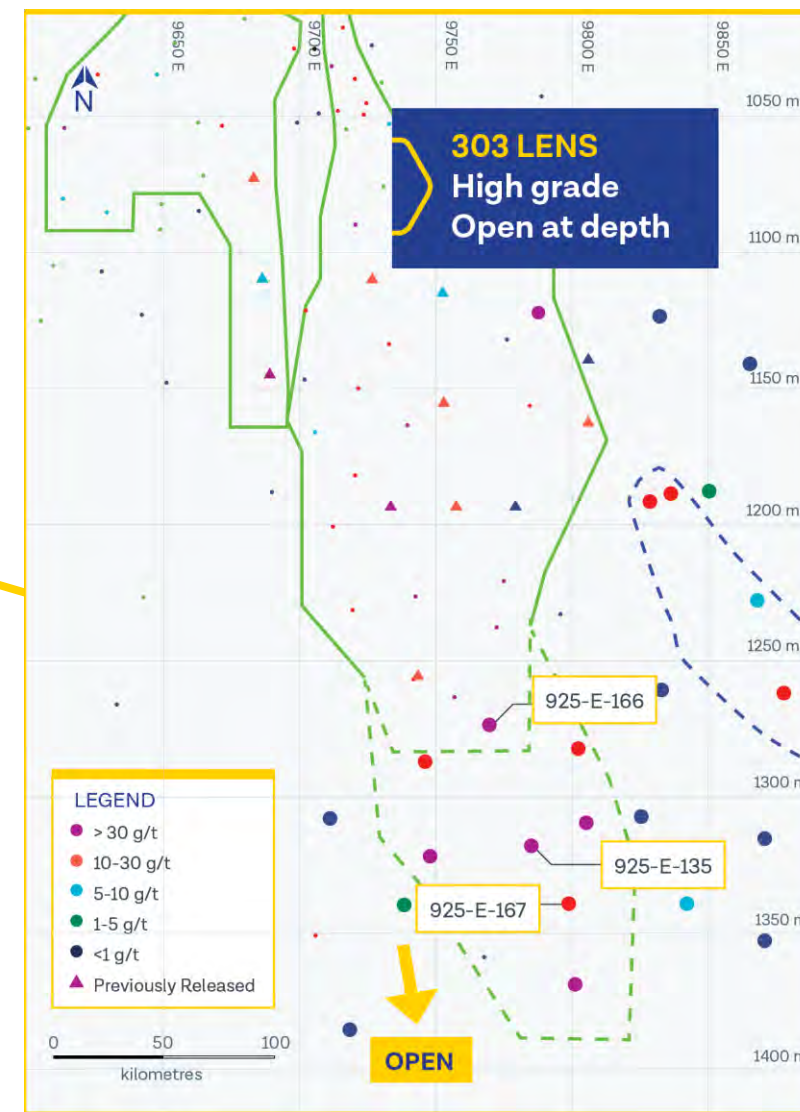 9650 E
9700 E
9750 E
9800 E
9850 E
N
1050 m
303 LENS
High grade
Open at depth
1100 m
1150 m
1200 m
1250 m
925-E-166
1300 m
LEGEND
> 30 g/t
10-30 g/t
5-10 g/t
1-5 g/t
<1 g/t
Previously Released
925-E-135
925-E-167
1350 m
OPEN
0 50 100
kilometres
1400 m